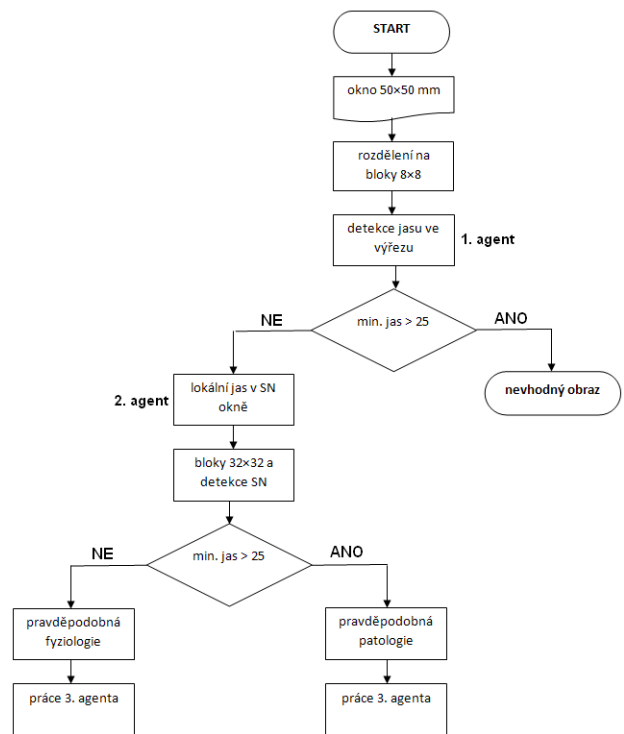 START
okno 50×50 mm
rozdělení na
bloky 8×8
detekce jasu ve
výřezu
1. agent
min. jas > 25
NE
ANO
lokální jas v SN
okně
2. agent
nevhodný obraz
bloky 32×32 a
detekce SN
min. jas > 25
NE
ANO
pravděpodobná
fyziologie
pravděpodobná
patologie
práce 3. agenta
práce 3. agenta